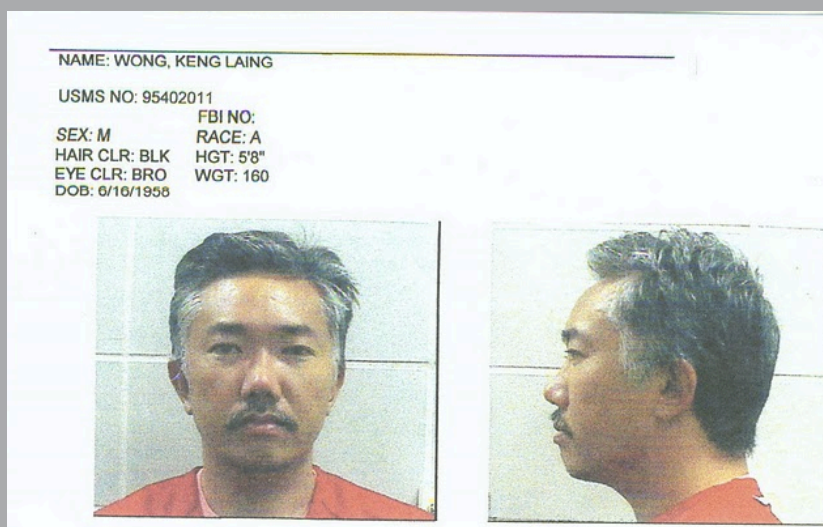 NAME: WONG, KENG LAING
USMS NO: 95402011
FBI NO:
SEX: M RACE: A
HAIR CLR: BLK HGT: 5'8"
EYE CLR: BRO WGT: 160
DOB: 6/16/1958